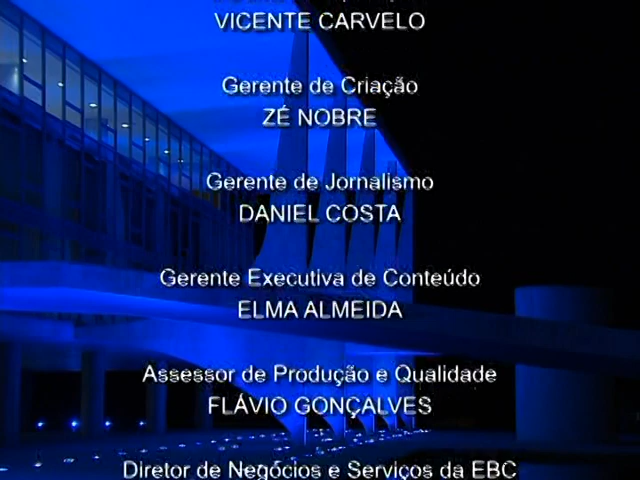 VICENTE CARVELO
Gerente de Criação
ZÉ NOBRE
Gerente de Jornalismo
DANIEL COSTA
Gerente Executiva de Conteúdo
ELMA ALMEIDA
Assessor de Produção e Qualidade
FLÁVIO GONÇALVES
Diretor de Negócios e Serviços da EBC